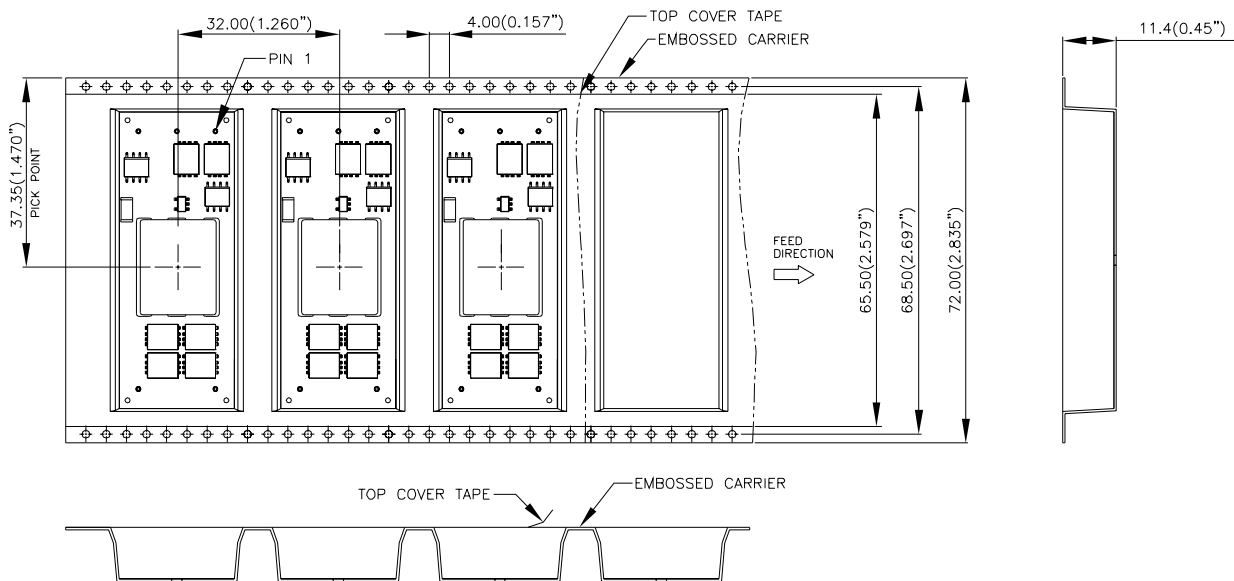 32.00(1.260”)
4.00(0.157”)
TOP COVER TAPE
EMBOSSED CARRIER
11.4(0.45”)
PIN 1
37.35(1.470”)
PICK POINT
FEED
DIRECTION
65.50(2.579”)
68.50(2.697”)
72.00(2.835”)
TOP COVER TAPE
EMBOSSED CARRIER